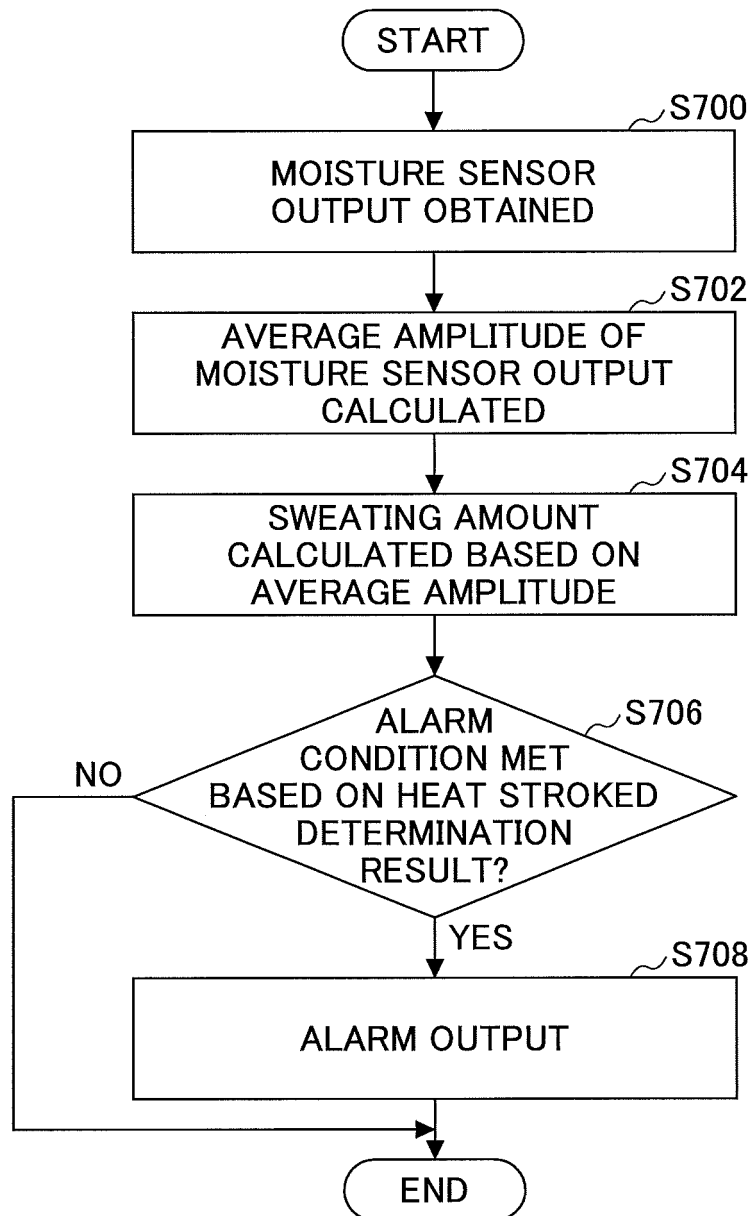 START
S700
MOISTURE SENSOR
OUTPUT OBTAINED
S702
AVERAGE AMPLITUDE OF
MOISTURE SENSOR OUTPUT
CALCULATED
S704
SWEATING AMOUNT
CALCULATED BASED ON
AVERAGE AMPLITUDE
S706
ALARM
CONDITION MET
BASED ON HEAT STROKED
DETERMINATION
RESULT?
NO
YES
S708
ALARM OUTPUT
END